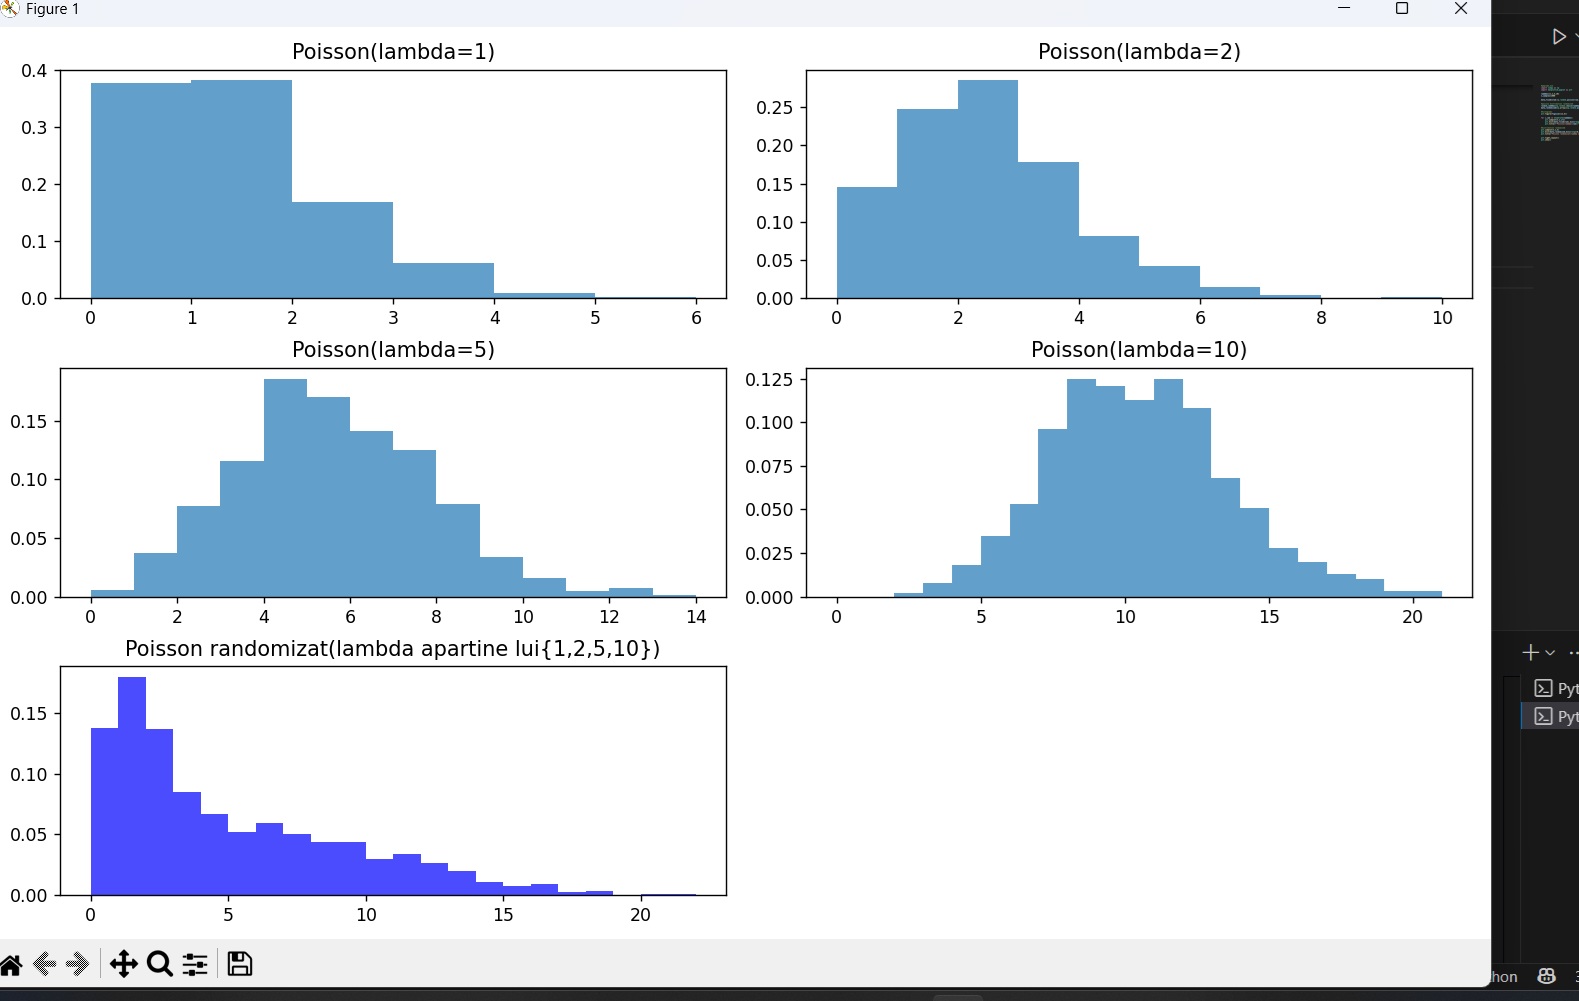 Figure 1
Poisson(lambda=1)
0.4
0.3
0.2
0.1
0.0
0 1 2 3 4 5 6
Poisson(lambda=2)
0.25
0.20
0.15
0.10
0.05
0.00
0 2 4 6 8 10
Poisson(lambda=5)
0.15
0.10
0.05
0.00
0 2 4 6 8 10 12 14
Poisson(lambda=10)
0.125
0.100
0.075
0.050
0.025
0.000
0 5 10 15 20
Poisson randomizat(lambda apartine lui{1,2,5,10})
0.15
0.10
0.05
0.00
0 5 10 15 20
Pyt
Pyt
hon